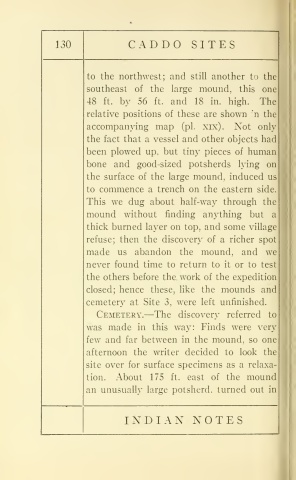 130
CADDO SITES
to the northwest; and still another to the
southeast of the large mound, this one
48 ft. by 56 ft. and 18 in. high. The
relative positions of these are shown 'n the
accompanying map (pl. XIX). Not only
the fact that a vessel and other objects had
been plowed up, but tiny pieces of human
bone and good-sized potsherds lying on
the surface of the large mound, induced us
to commence a trench on the eastern side.
This we dug about half-way through the
mound without finding anything but a
thick burned layer on top, and some village
refuse; then the discovery of a richer spot
made us abandon the mound, and we
never found time to return to it or to test
the others before the work of the expedition
closed; hence these, like the mounds and
cemetery at Site 3, were left unfinished.
CEMETERY.—The discovery referred to
was made in this way: Finds were very
few and far between in the mound, so one
afternoon the writer decided to look the
site over for surface specimens as a relaxa-
tion. About 175 ft. east of the mound
an unusually large potsherd, turned out in
INDIAN NOTES